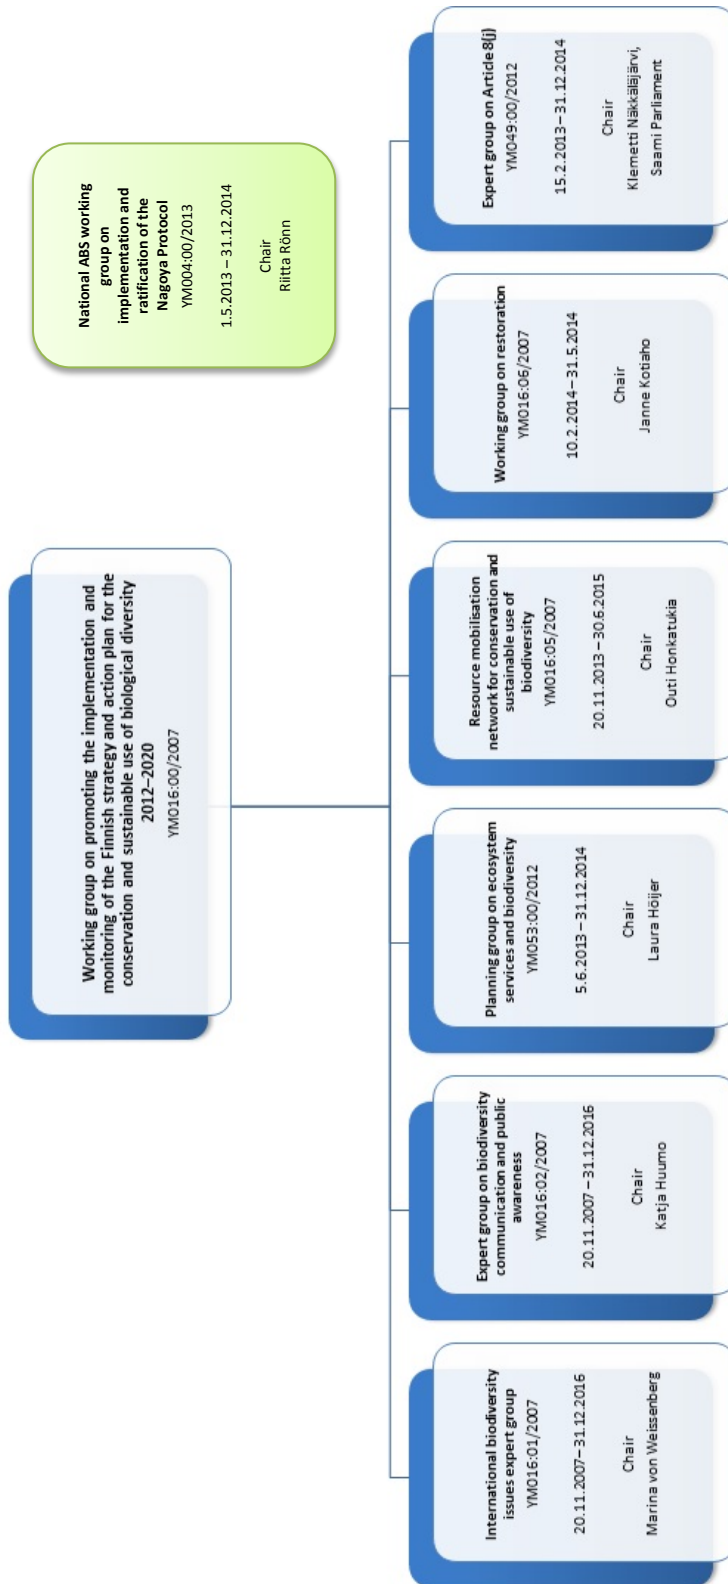 Working group on promoting the implementation and
monitoring of the Finnish strategy and action plan for the
conservation and sustainable use of biological diversity
2012–2020
YM016:00/2007
National ABS working
group on
implementation and
ratification of the
Nagoya Protocol
YM004:00/2013
1.5.2013 – 31.12.2014
Chair
Riitta Rönn
International biodiversity
issues expert group
YM016:01/2007
20.11.2007–31.12.2016
Chair
Marina von Weissenberg
Expert group on biodiversity
communication and public
awareness
YM016:02/2007
20.11.2007 –31.12.2016
Chair
Katja Huumo
Planning group on ecosystem
services and biodiversity
YM053:00/2012
5.6.2013 –31.12.2014
Chair
Laura Höijer
Resource mobilisation
network for conservation and
sustainable use of
biodiversity
YM016:05/2007
20.11.2013 –30.6.2015
Chair
Outi Honkatukia
Working group on restoration
YM016:06/2007
10.2.2014 –31.5.2014
Chair
Janne Kotiaho
Expert group on Article 8(j)
YM049:00/2012
15.2.2013 –31.12.2014
Chair
Klemetti Näkkäläjärvi,
Saami Parliament